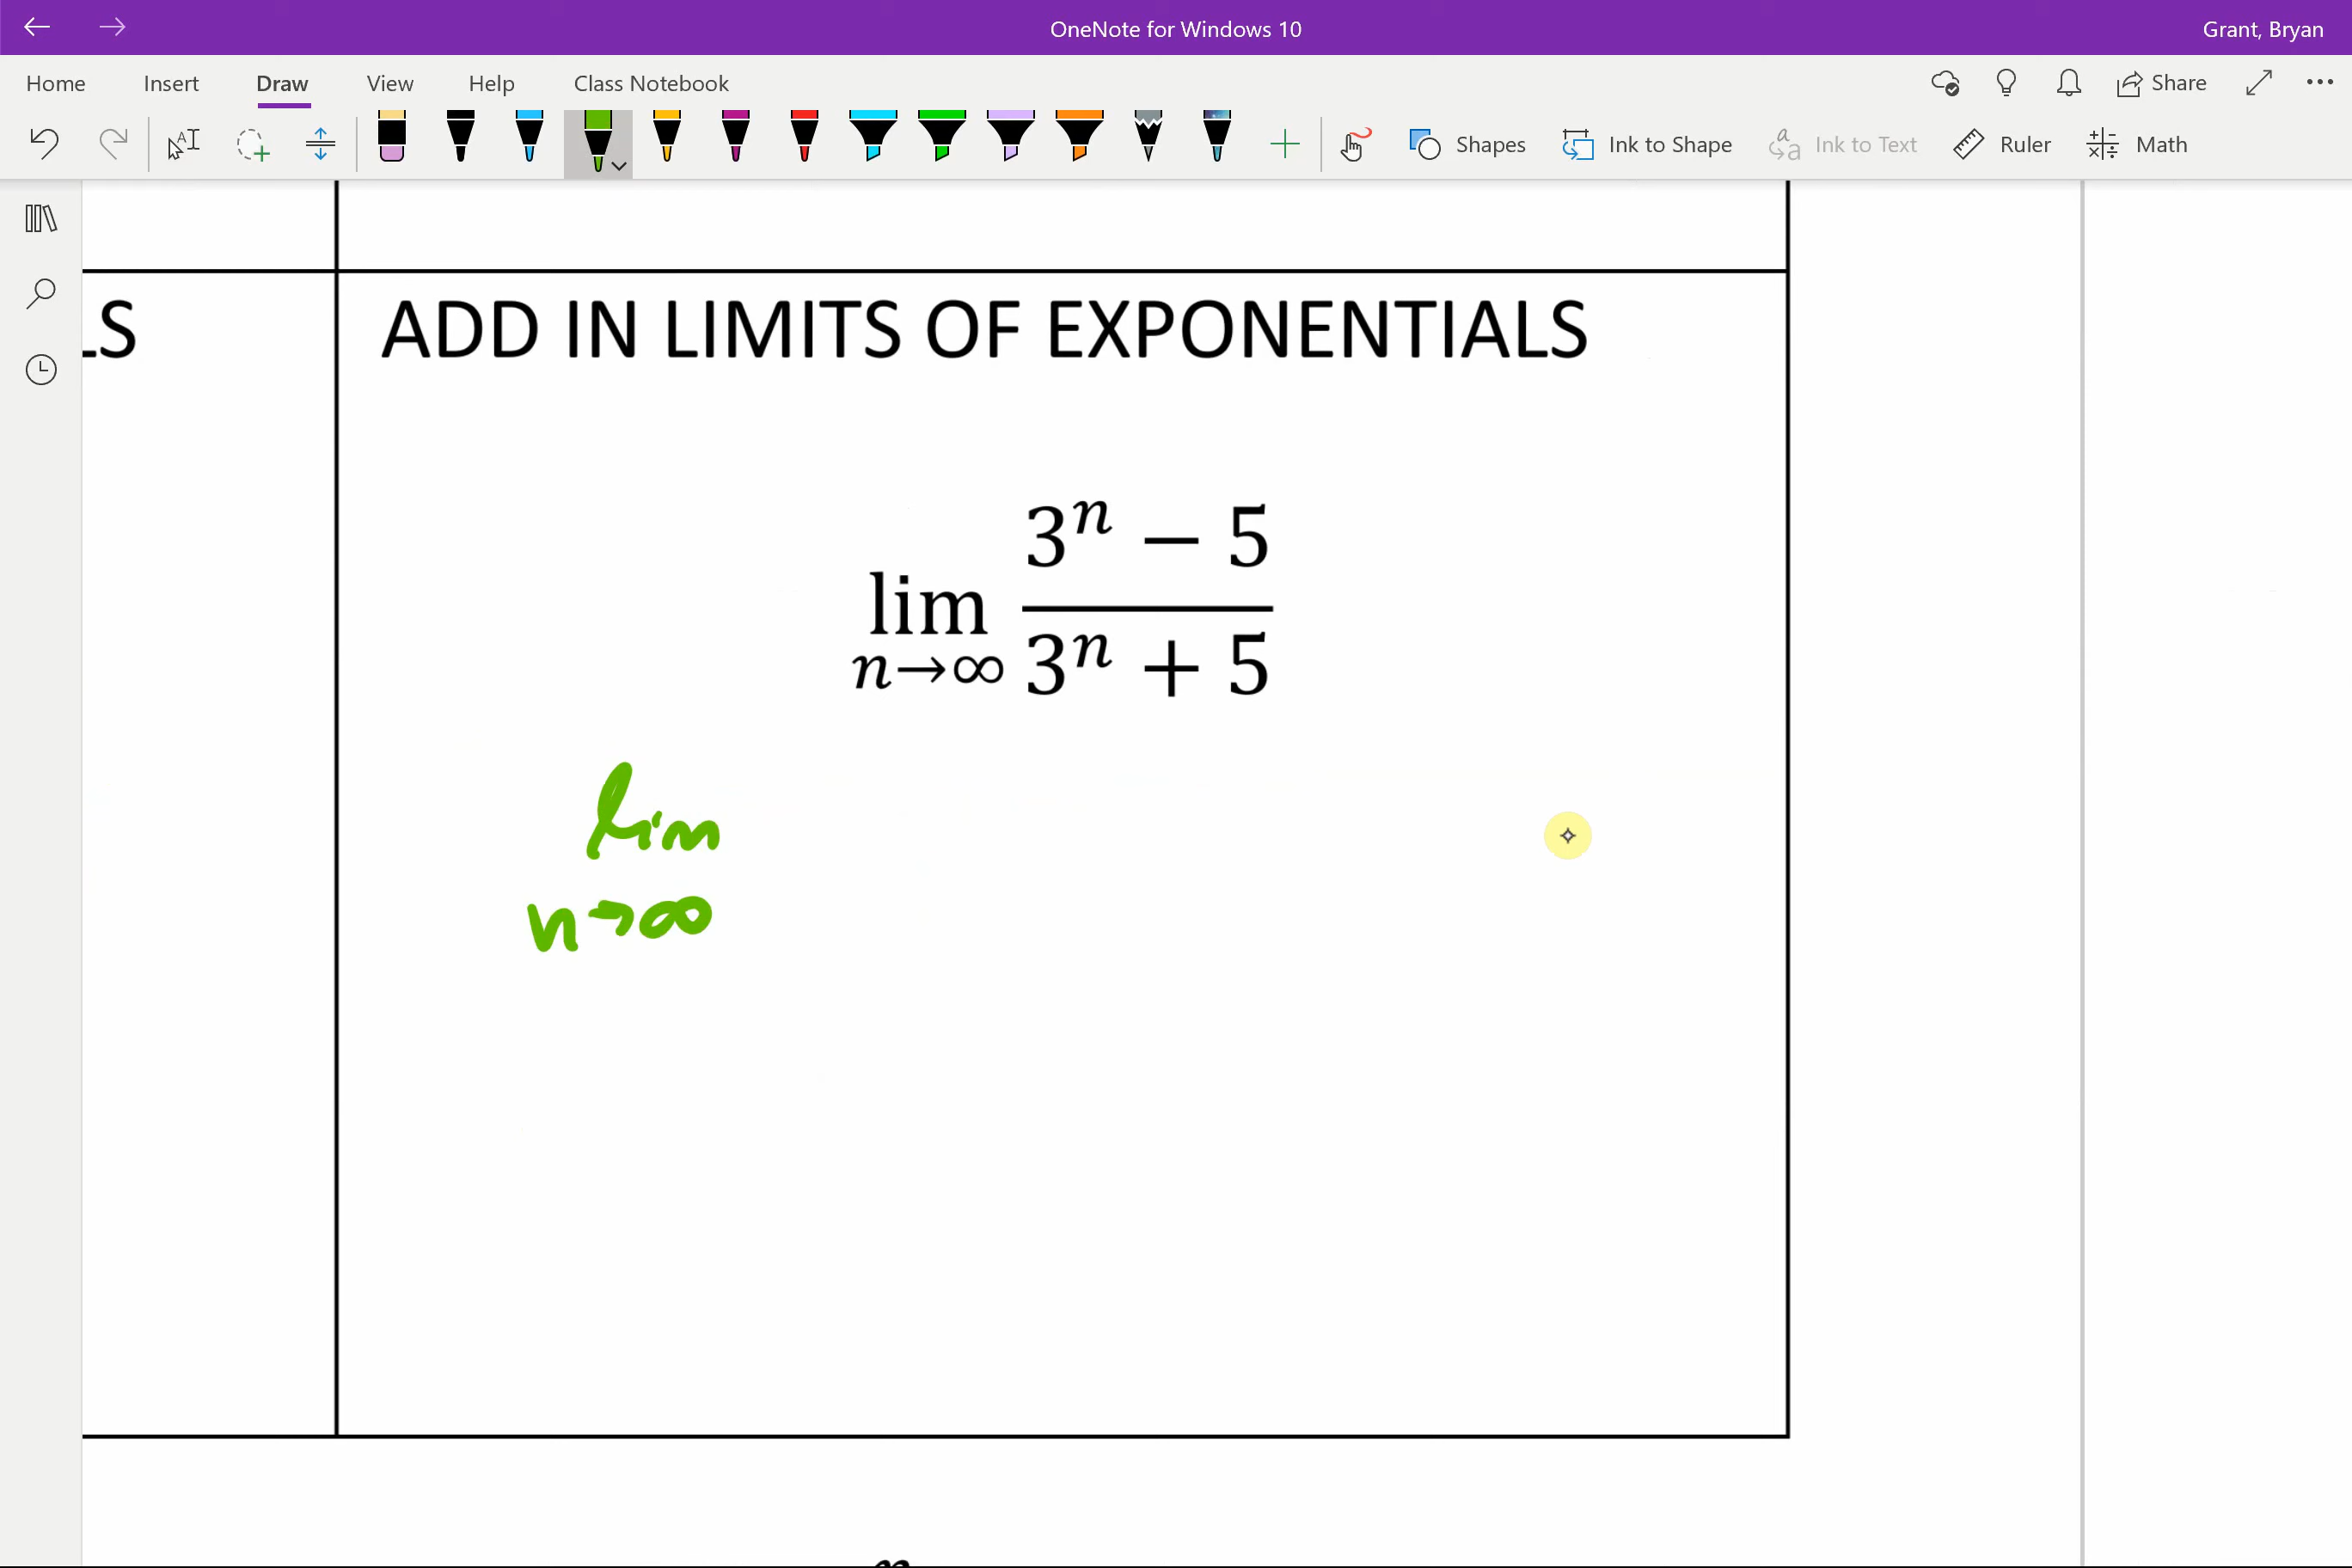 OneNote for Windows 10
Grant, Bryan
Home Insert Draw View Help Class Notebook Share
Shapes Ink to Shape Ink to Text Ruler Math
LS
ADD IN LIMITS OF EXPONENTIALS
3ⁿ − 5
lim
n→∞ 3ⁿ + 5
lim
n→∞
n